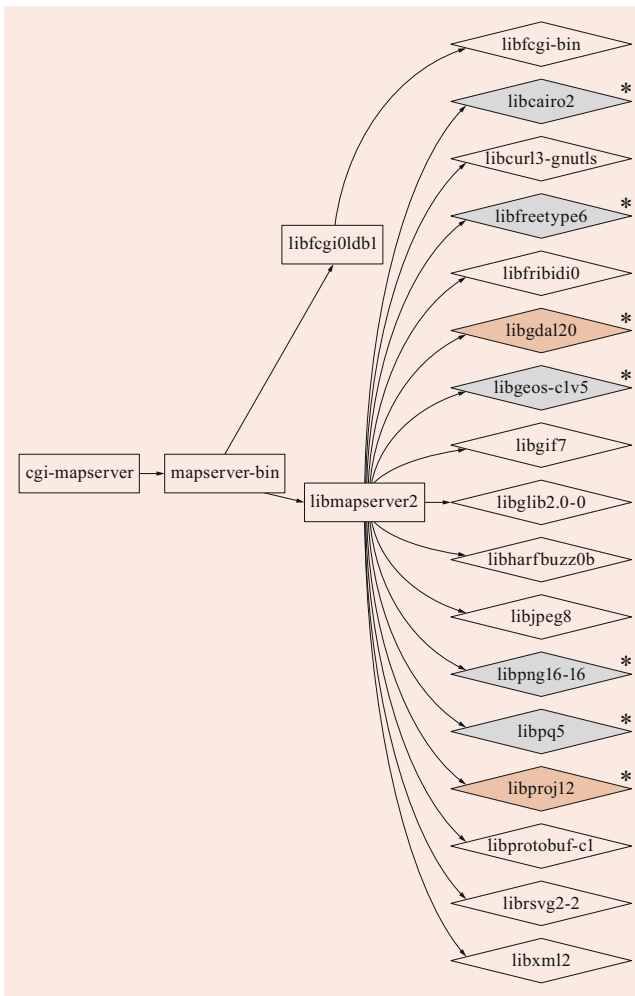 libfcgi-bin
libcairo2
*
libcurl3-gnutls
libfreetype6
*
libfcgi0ldbl
libfribidi0
libgdal20
*
libgeos-c1v5
*
libgif7
cgi-mapserver
mapserver-bin
libmapserver2
libglib2.0-0
libharfbuzz0b
libjpeg8
libpng16-16
*
libpq5
*
libproj12
*
libprotobuf-c1
librsvg2-2
libxml2